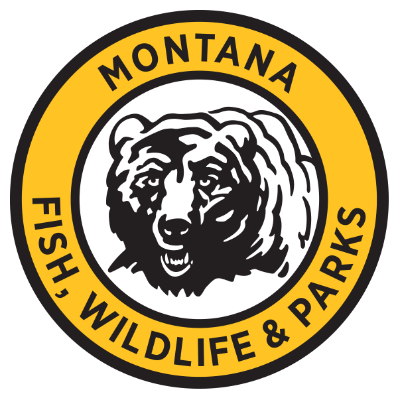 MONTANA
FISH, WILDLIFE & PARKS